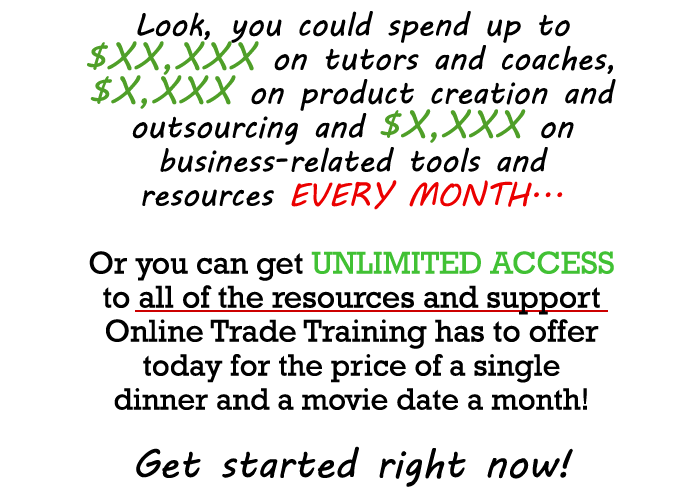 Look, you could spend up to
$XX,XXX on tutors and coaches,
$X,XXX on product creation and
outsourcing and $X,XXX on
business-related tools and
resources EVERY MONTH...
Or you can get UNLIMITED ACCESS
to all of the resources and support
Online Trade Training has to offer
today for the price of a single
dinner and a movie date a month!
Get started right now!